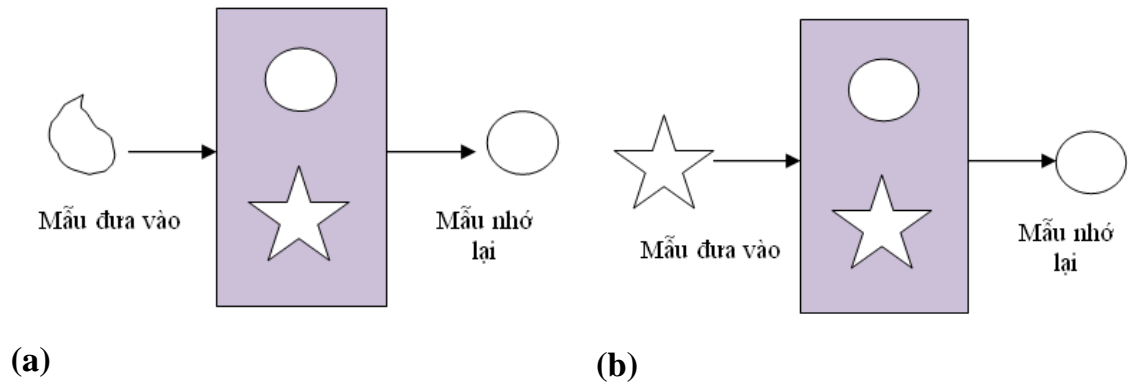 Mẫu đưa vào
Mẫu nhớ
lại
(a)
Mẫu đưa vào
Mẫu nhớ
lại
(b)